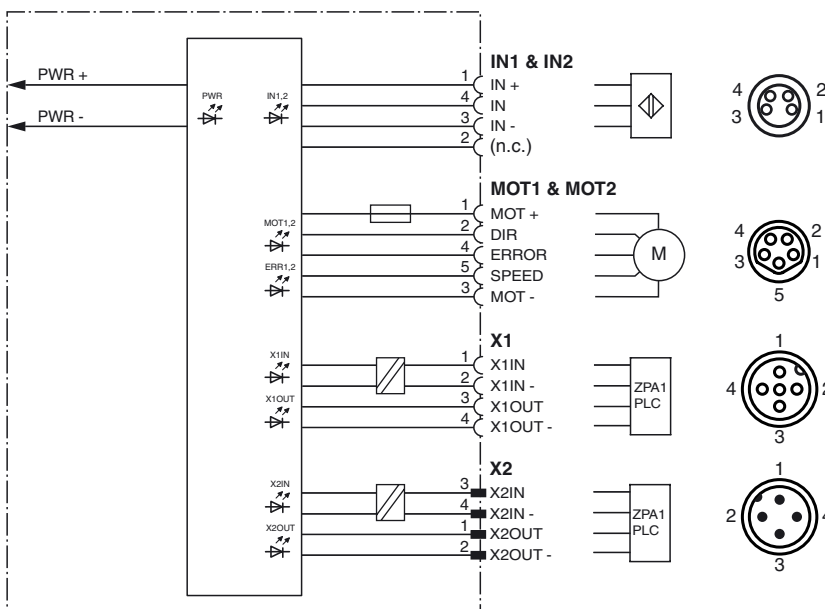 PWR +
PWR -
PWR
IN1,2
IN1 & IN2
1 IN +
4 IN
3 IN -
2 (n.c.)
4 2
3 1
MOT1,2
ERR1,2
MOT1 & MOT2
1 MOT +
2 DIR
4 ERROR
5 SPEED
3 MOT -
M
4 2
3 1
5
X1IN
X1OUT
X1
1 X1IN
2 X1IN -
3 X1OUT
4 X1OUT -
ZPA1
PLC
1
4 2
3
X2IN
X2OUT
X2
3 X2IN
4 X2IN -
1 X2OUT
2 X2OUT -
ZPA1
PLC
1
2 4
3